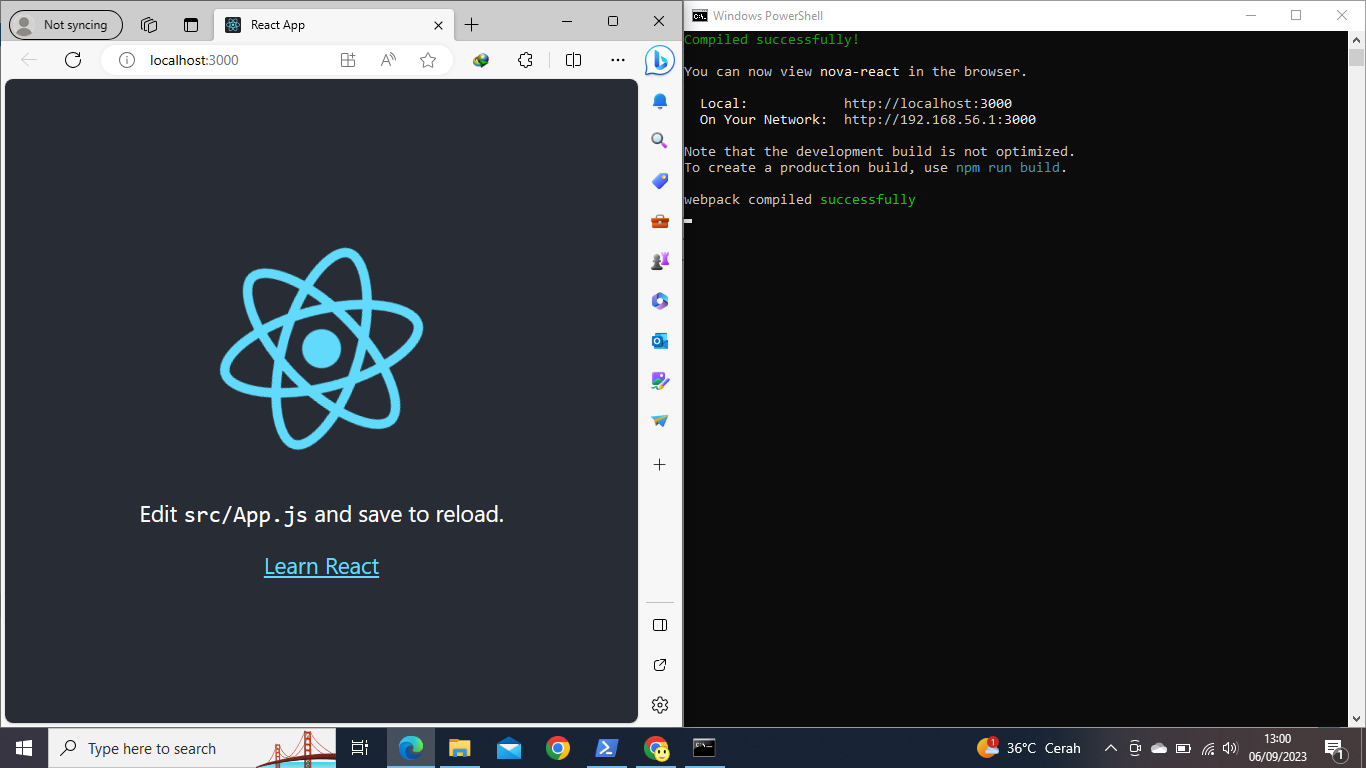 Not syncing
React App
localhost:3000
Edit src/App.js and save to reload.
Learn React
Windows PowerShell
Compiled successfully!
You can now view nova-react in the browser.
Local: http://localhost:3000
On Your Network: http://192.168.56.1:3000
Note that the development build is not optimized.
To create a production build, use npm run build.
webpack compiled successfully
Type here to search
1
36°C Cerah
13:00
06/09/2023
1